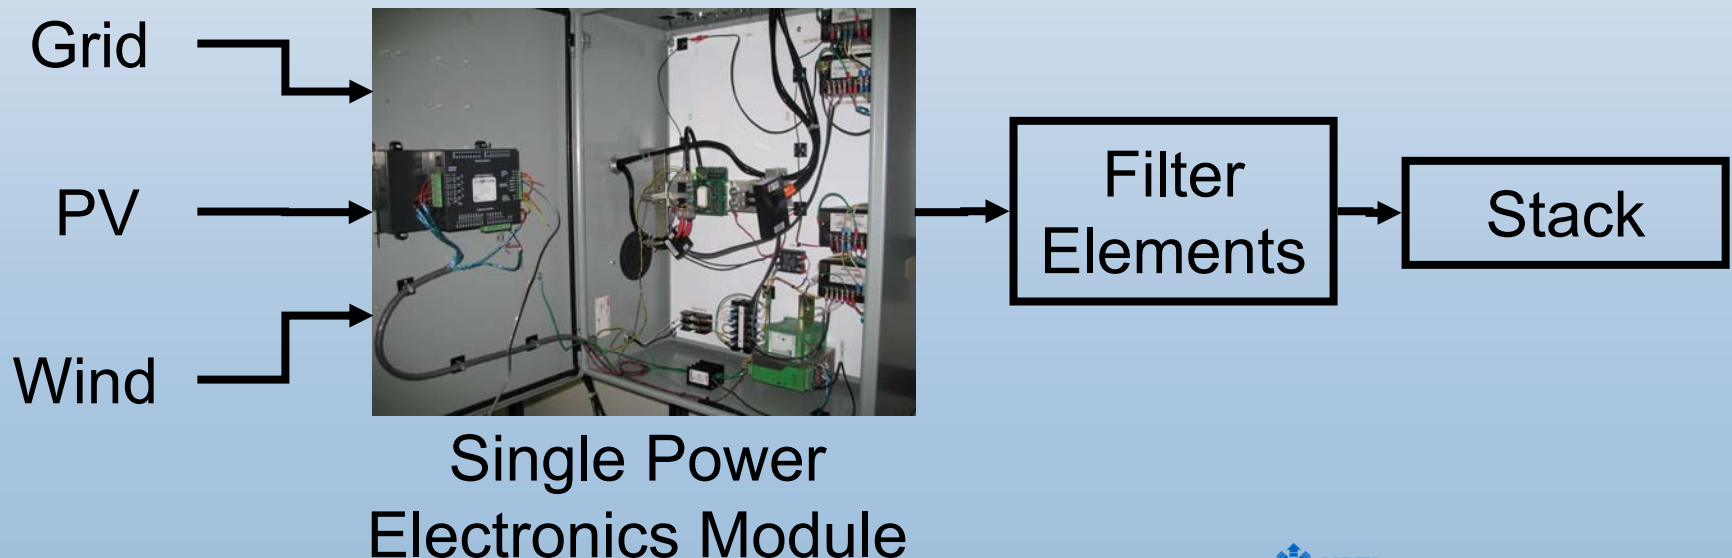 Grid
PV
Wind
Single Power
Electronics Module
Filter
Elements
Stack